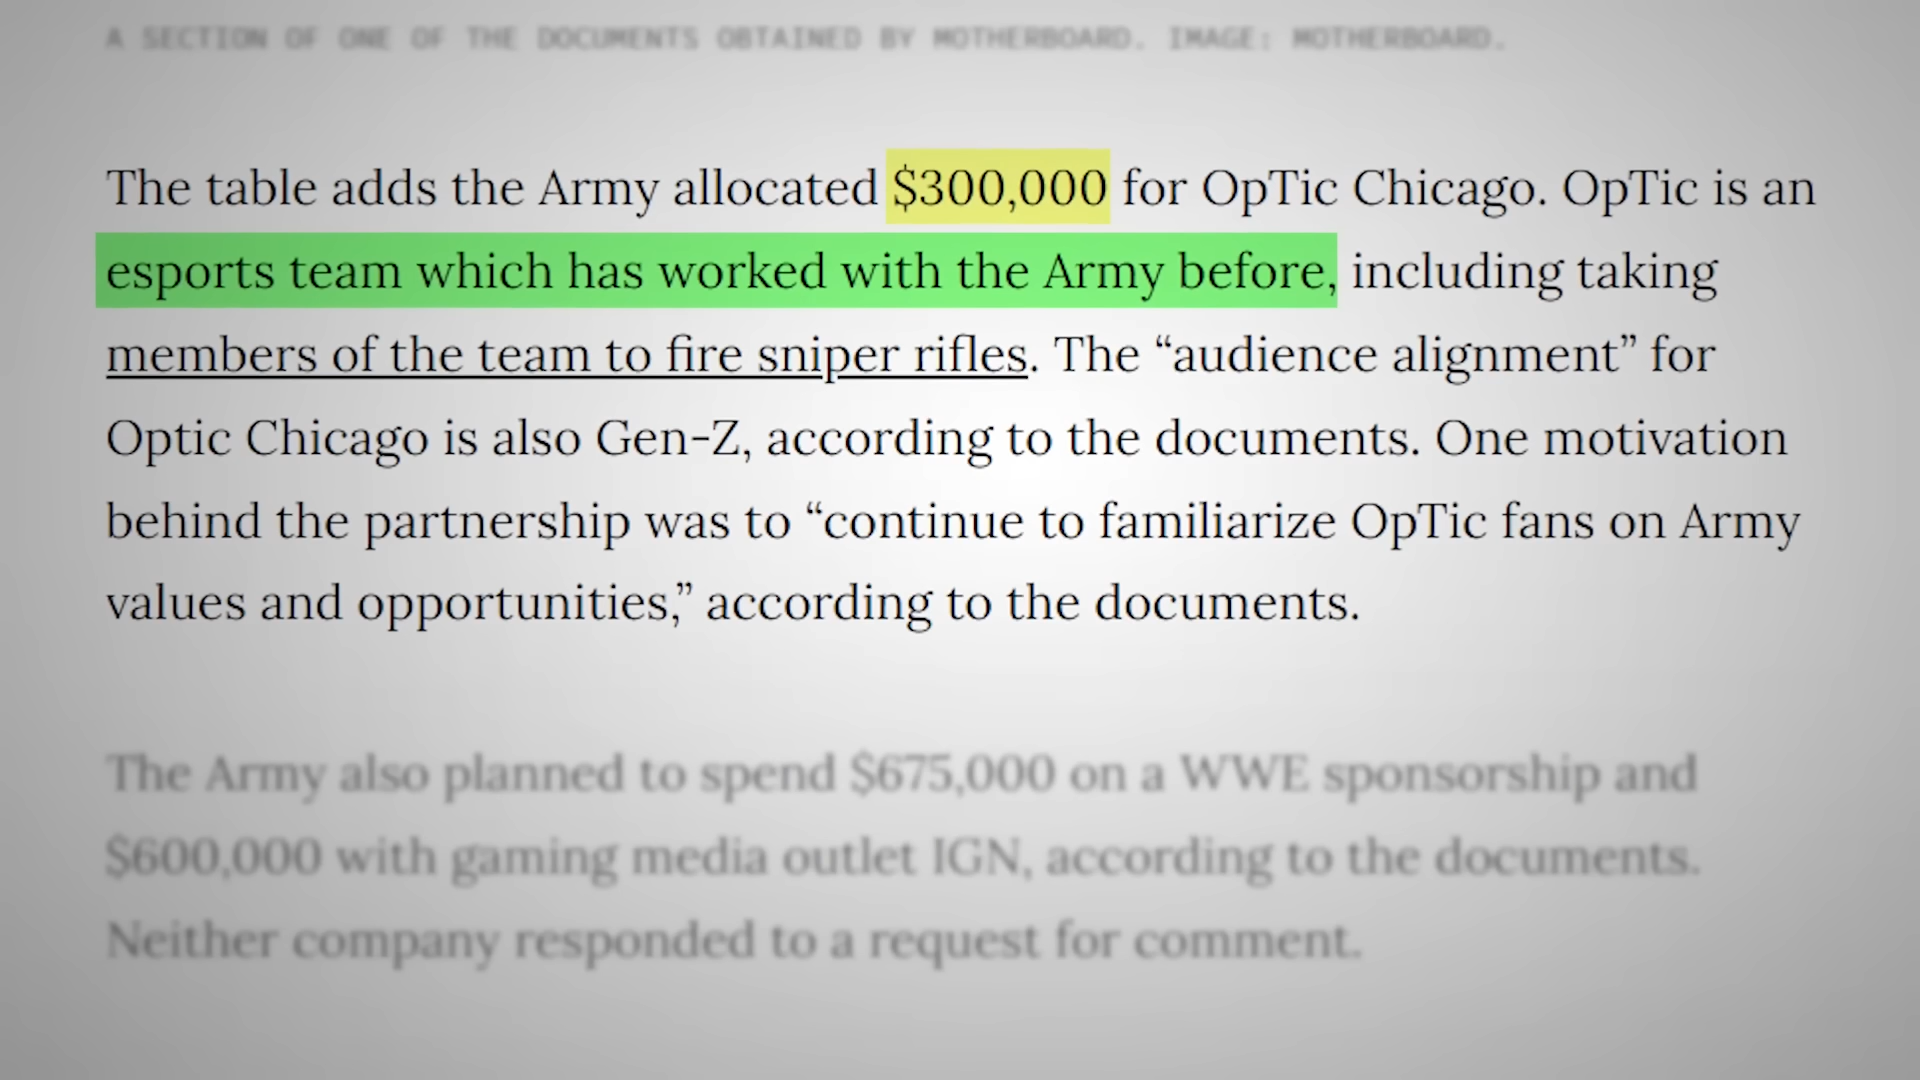 A SECTION OF ONE OF THE DOCUMENTS OBTAINED BY MOTHERBOARD. IMAGE: MOTHERBOARD.
The table adds the Army allocated $300,000 for OpTic Chicago. OpTic is an
esports team which has worked with the Army before, including taking
members of the team to fire sniper rifles. The “audience alignment” for
Optic Chicago is also Gen-Z, according to the documents. One motivation
behind the partnership was to “continue to familiarize OpTic fans on Army
values and opportunities,” according to the documents.
The Army also planned to spend $675,000 on a WWE sponsorship and
$600,000 with gaming media outlet IGN, according to the documents.
Neither company responded to a request for comment.